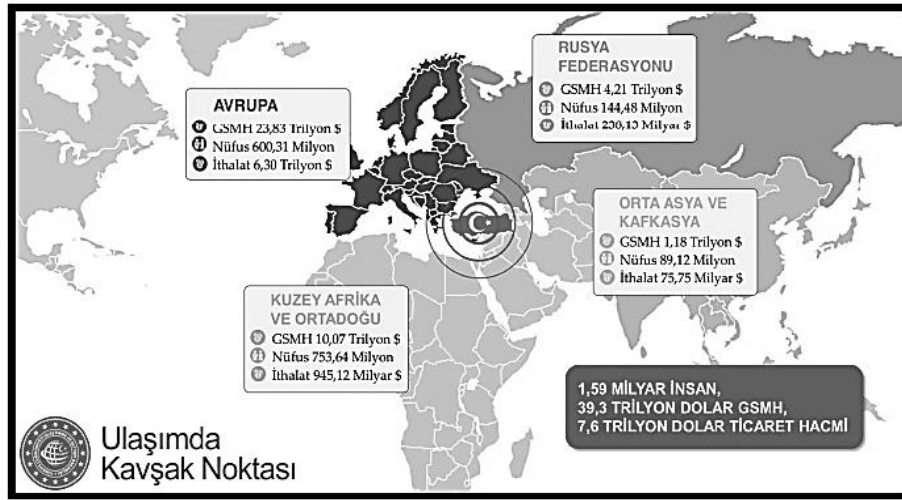 AVRUPA
GSMH 23,83 Trilyon $
Nüfus 600,31 Milyon
İthalat 6,30 Trilyon $
RUSYA
FEDERASYONU
GSMH 4,21 Trilyon $
Nüfus 144,48 Milyon
İthalat Milyar $
ORTA ASYA VE
KAFKASYA
GSMH 1,18 Trilyon $
Nüfus 89,12 Milyon
İthalat 75,75 Milyar $
KUZEY AFRİKA
VE ORTADOĞU
GSMH 10,07 Trilyon $
Nüfus 753,64 Milyon
İthalat 945,12 Milyar $
1,59 MİLYAR İNSAN,
39,3 TRİLYON DOLAR GSMH,
7,6 TRİLYON DOLAR TİCARET HACMİ
Ulaşımda
Kavşak Noktası